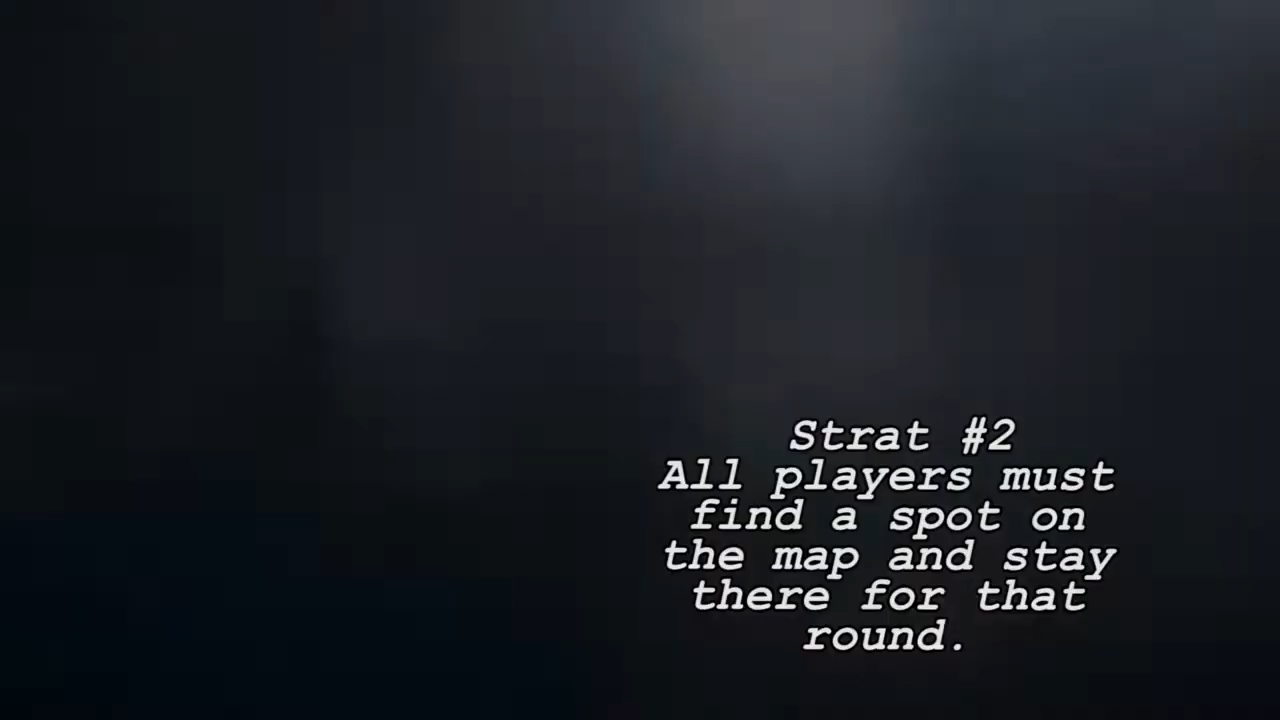 Strat #2
All players must
find a spot on
the map and stay
there for that
round.